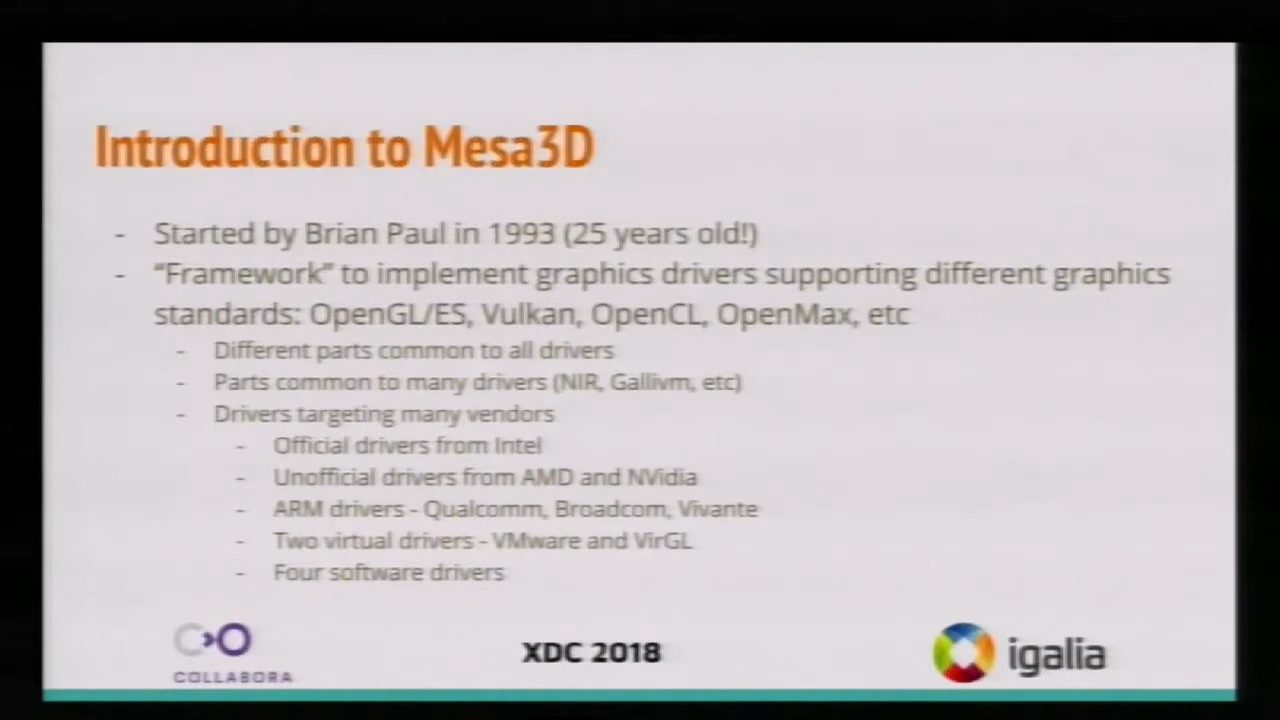 Introduction to Mesa3D
- Started by Brian Paul in 1993 (25 years old!)
- “Framework” to implement graphics drivers supporting different graphics
standards: OpenGL/ES, Vulkan, OpenCL, OpenMax, etc
- Different parts common to all drivers
- Parts common to many drivers (NIR, Gallivm, etc)
- Drivers targeting many vendors
- Official drivers from Intel
- Unofficial drivers from AMD and NVidia
- ARM drivers - Qualcomm, Broadcom, Vivante
- Two virtual drivers - VMware and VirGL
- Four software drivers
COLLABORA
XDC 2018
igalia